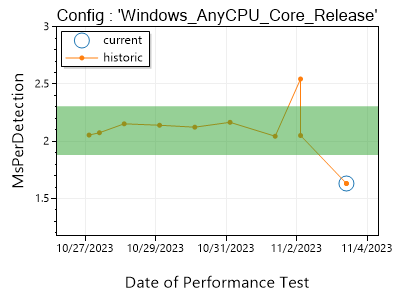 Config : 'Windows_AnyCPU_Core_Release'
current
historic
3
2.5
2
1.5
MsPerDetection
10/27/2023 10/29/2023 10/31/2023 11/2/2023 11/4/2023
Date of Performance Test